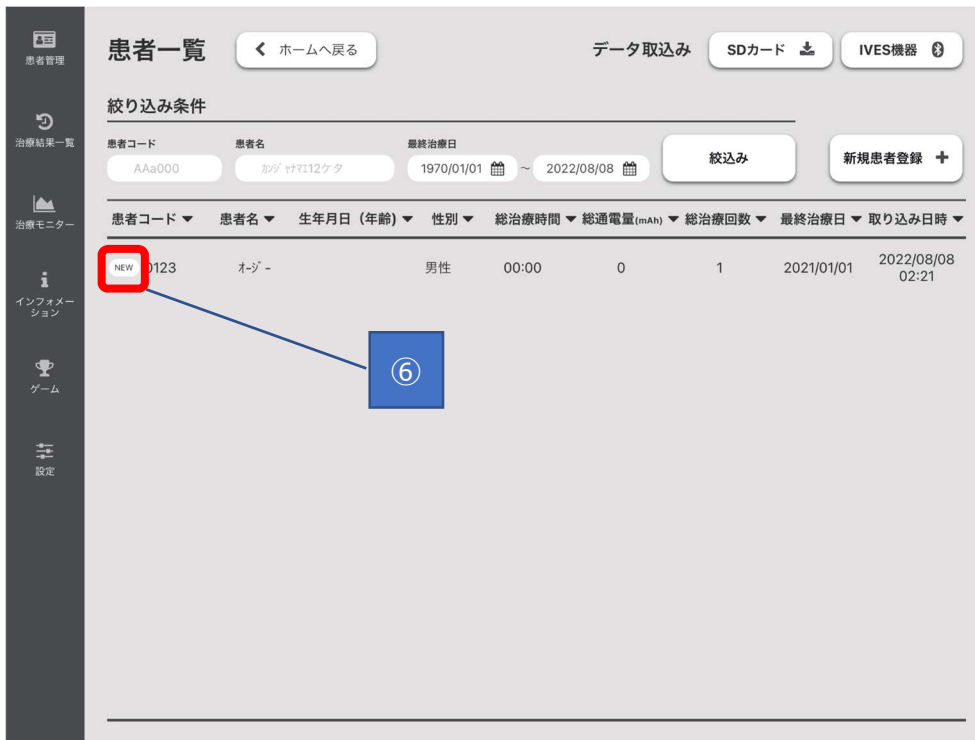 患者管理
治療結果一覧
治療モニター
インフォメー
ション
ゲーム
設定
患者一覧
ホームへ戻る
データ取込み
SDカード
IVES機器
絞り込み条件
患者コード
患者名
最終治療日
AAa000
ｶﾝｼﾞｬﾅﾏｴ12ケタ
1970/01/01
～
2022/08/08
絞込み
新規患者登録
患者コード 患者名 生年月日（年齢） 性別 総治療時間 総通電量(mAh) 総治療回数 最終治療日 取り込み日時
NEW 0123 ｵｰｼﾞｰ 男性 00:00 0 1 2021/01/01 2022/08/08
02:21
⑥